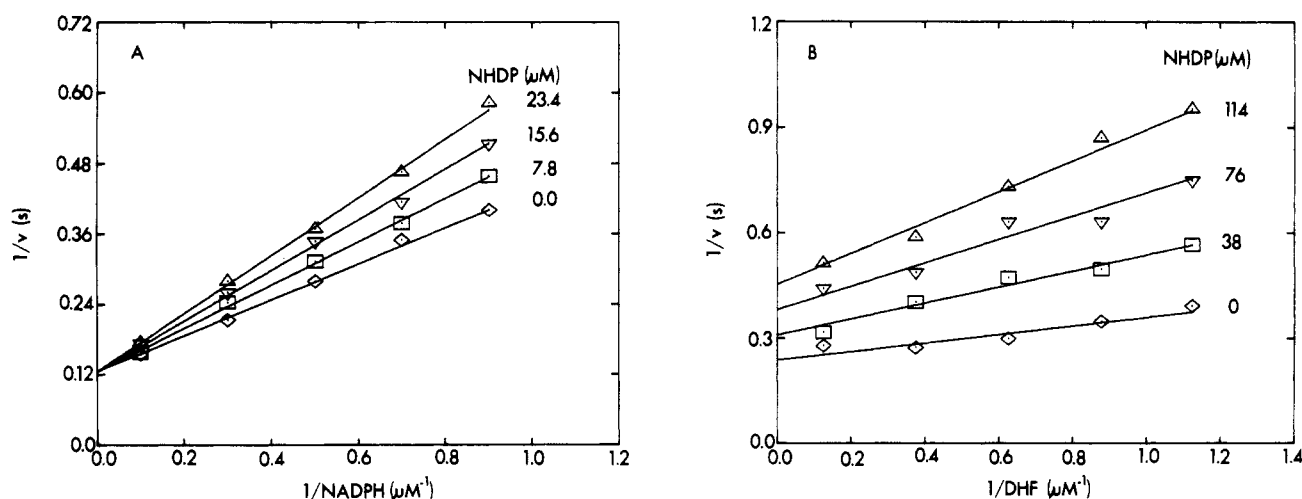 A
NHDP (μM)
23.4
15.6
7.8
0.0
0.72
0.60
0.48
0.36
0.24
0.12
0.0
1/v (s)
0.0 0.2 0.4 0.6 0.8 1.0 1.2
1/NADPH (μM⁻¹)
B
NHDP (μM)
114
76
38
0
1.2
0.9
0.6
0.3
0.0
1/v (s)
0.0 0.2 0.4 0.6 0.8 1.0 1.2 1.4
1/DHF (μM⁻¹)